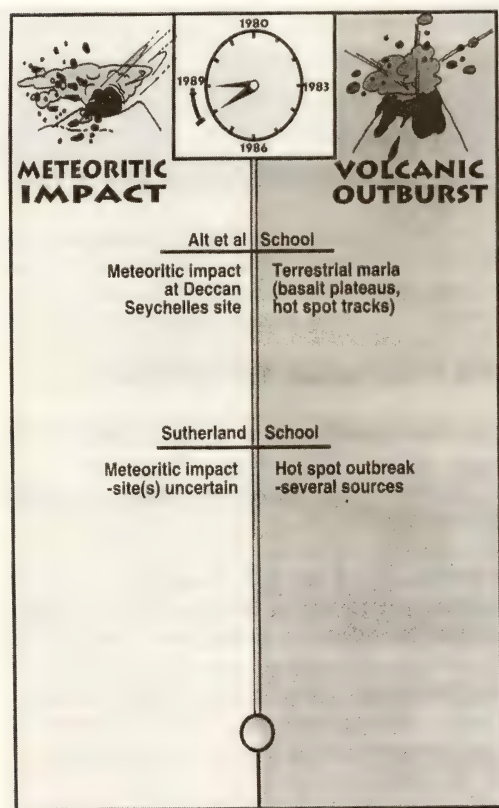 1980
1989
1983
1986
METEORITIC
IMPACT
VOLCANIC
OUTBURST
Alt et al School
Meteoritic impact
at Deccan
Seychelles site
Terrestrial maria
(basalt plateaus,
hot spot tracks)
Sutherland School
Meteoritic impact
-site(s) uncertain
Hot spot outbreak
-several sources